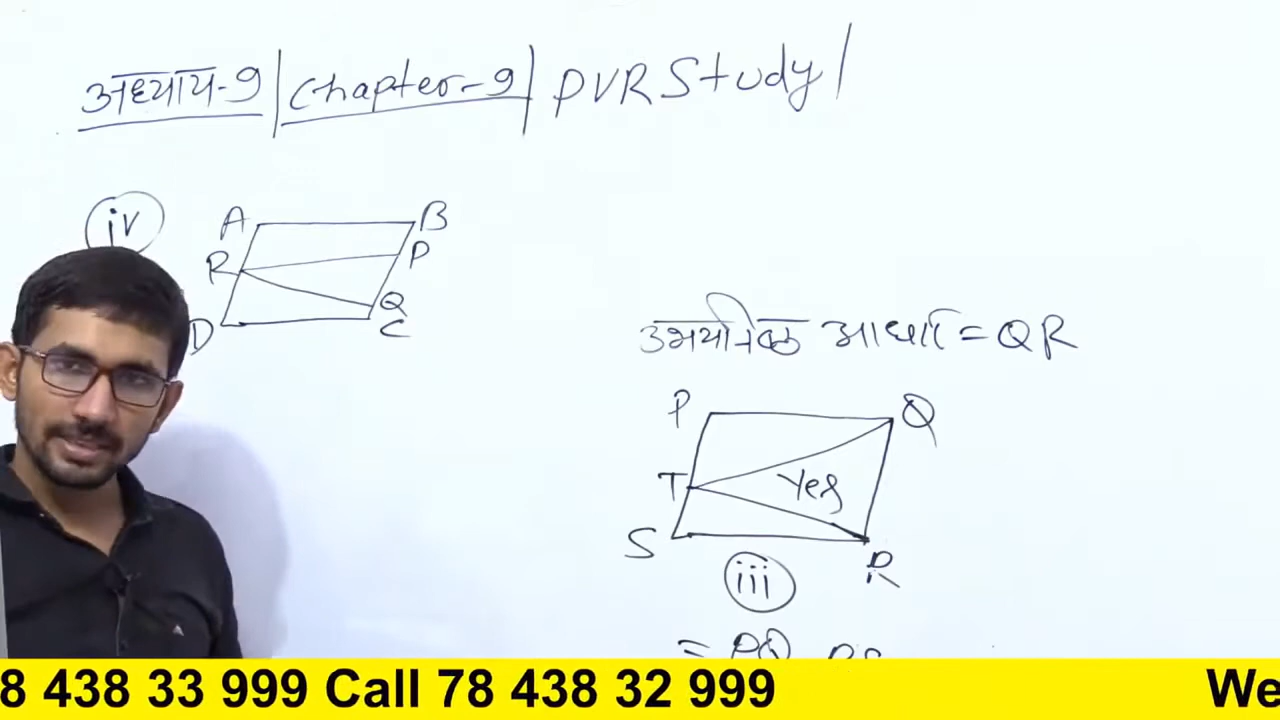 अध्याय-9 | Chapter-9 | PVR Study |
iv
A B
R P
Q
D C
उभयनिष्ठ आधार = QR
P Q
T Yes
S R
iii
= PQ
8 438 33 999 Call 78 438 32 999 We